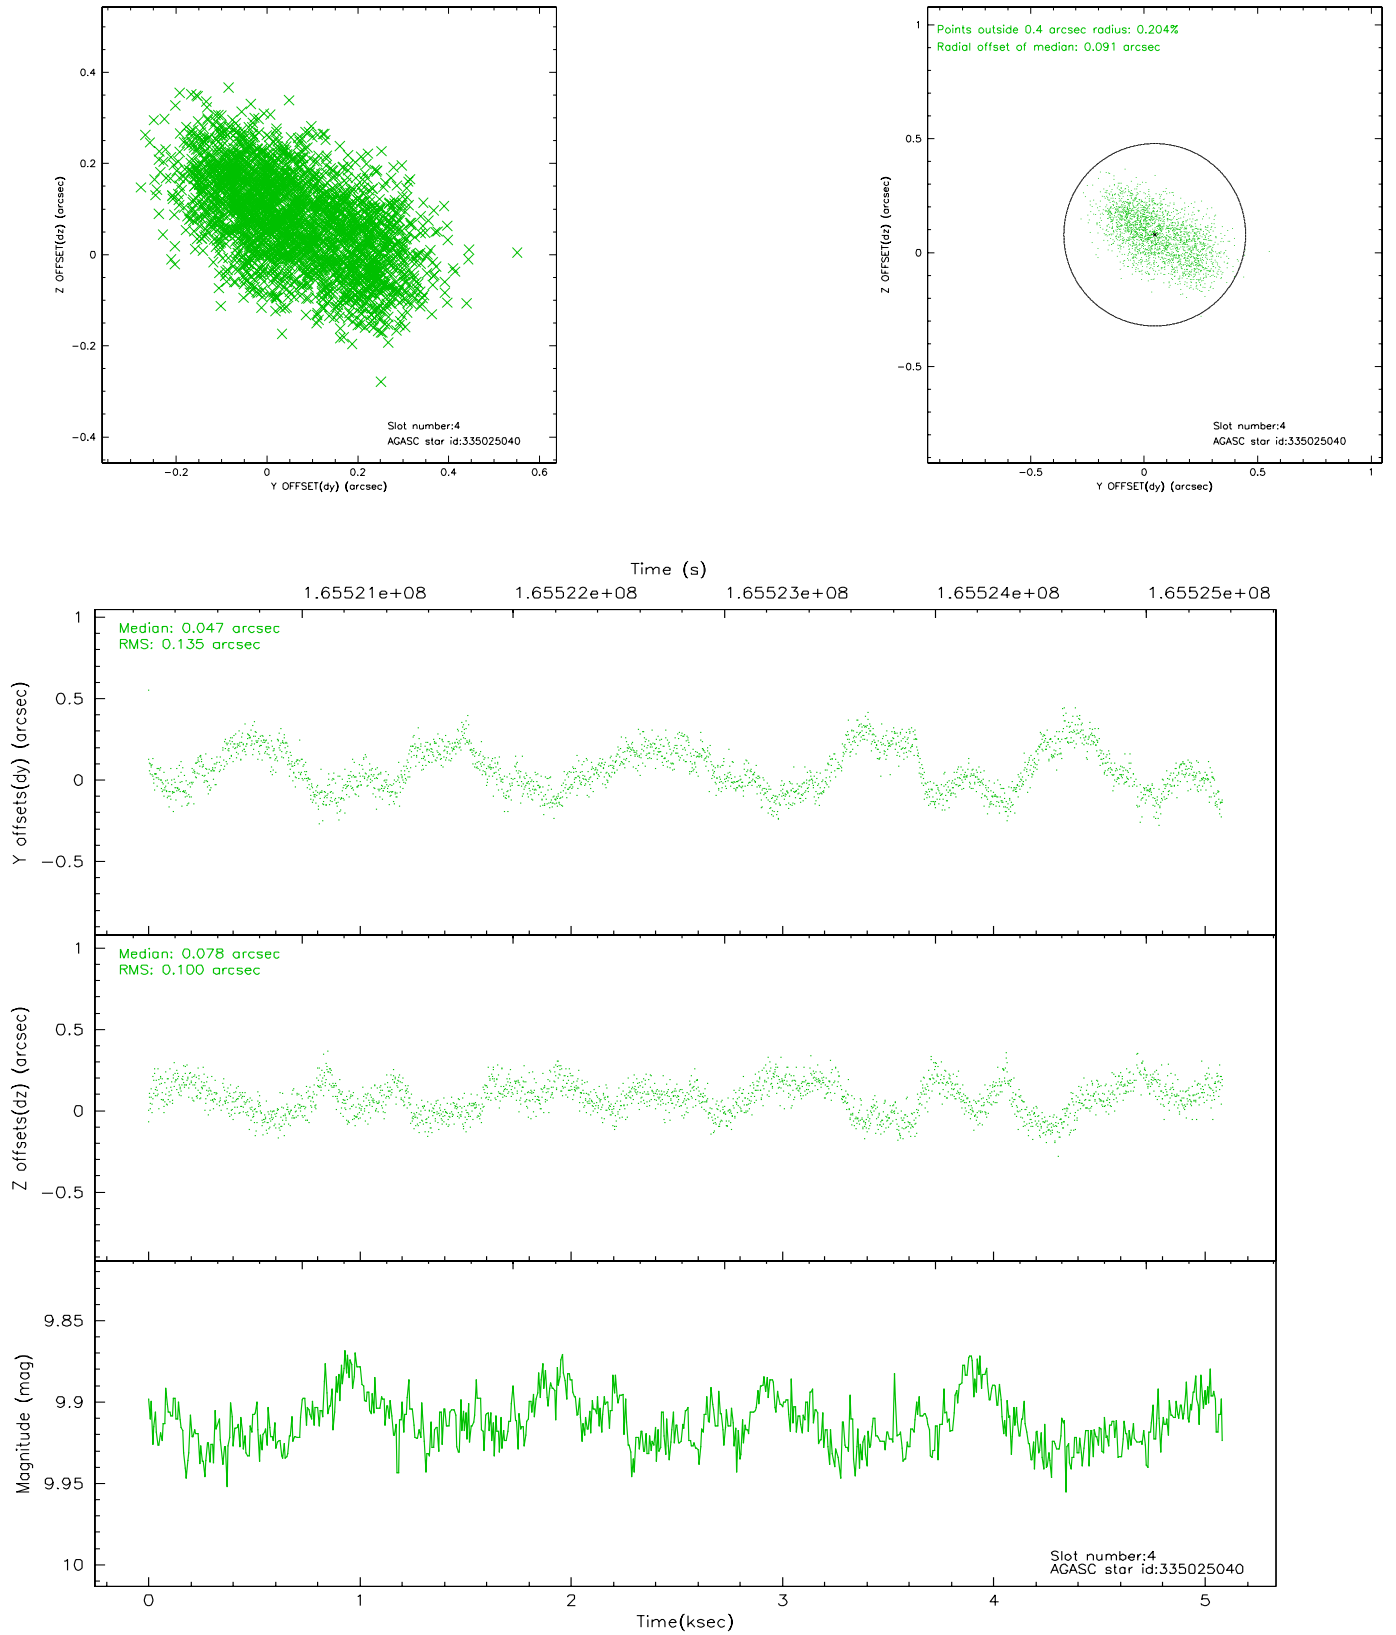 0.4
0.2
0
−0.2
−0.4
Z OFFSET(dz) (arcsec)
−0.2 0 0.2 0.4 0.6
Y OFFSET(dy) (arcsec)
Slot number:4
AGASC star id:335025040
Points outside 0.4 arcsec radius: 0.204%
Radial offset of median: 0.091 arcsec
1
0.5
0
−0.5
Z OFFSET(dz) (arcsec)
−0.5 0 0.5 1
Y OFFSET(dy) (arcsec)
Slot number:4
AGASC star id:335025040
Time (s)
1.65521e+08 1.65522e+08 1.65523e+08 1.65524e+08 1.65525e+08
Median: 0.047 arcsec
RMS: 0.135 arcsec
1
0.5
0
−0.5
Y offsets(dy) (arcsec)
Median: 0.078 arcsec
RMS: 0.100 arcsec
1
0.5
0
−0.5
Z offsets(dz) (arcsec)
9.85
9.9
9.95
10
Magnitude (mag)
Slot number:4
AGASC star id:335025040
0 1 2 3 4 5
Time(ksec)